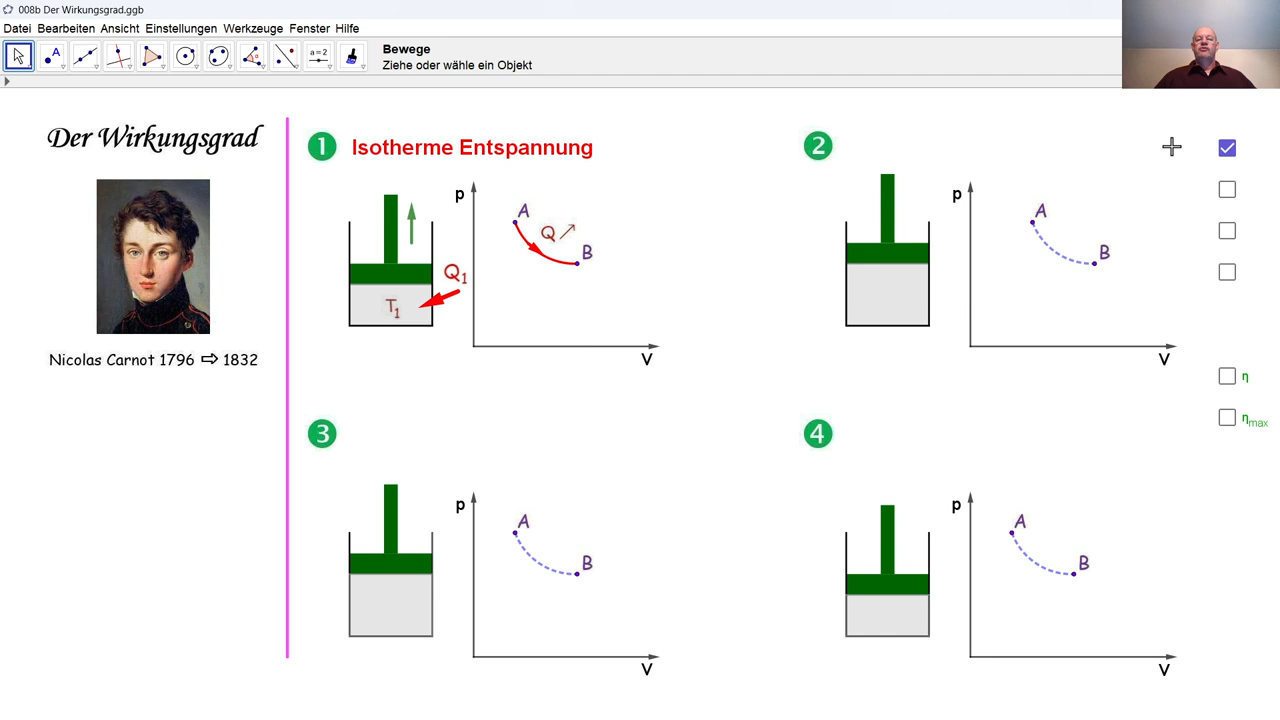 008b Der Wirkungsgrad.ggb
Datei Bearbeiten Ansicht Einstellungen Werkzeuge Fenster Hilfe
A
a=2
Bewege
Ziehe oder wähle ein Objekt
Der Wirkungsgrad
Nicolas Carnot 1796 ⇨ 1832
1 Isotherme Entspannung
p
A
Q ↗
B
Q₁
T₁
V
2
p
A
B
V
η
ηmax
3
p
A
B
V
4
p
A
B
V